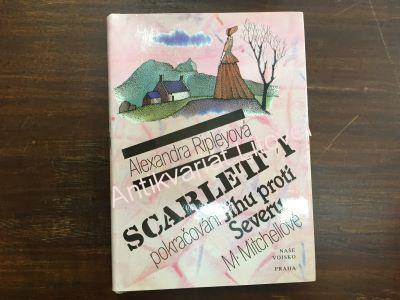 Alexandra Ripleyová
SCARLETT I
pokračování Jihu proti
Severu
M. Mitchellové
NAŠE
VOJSKO
PRAHA